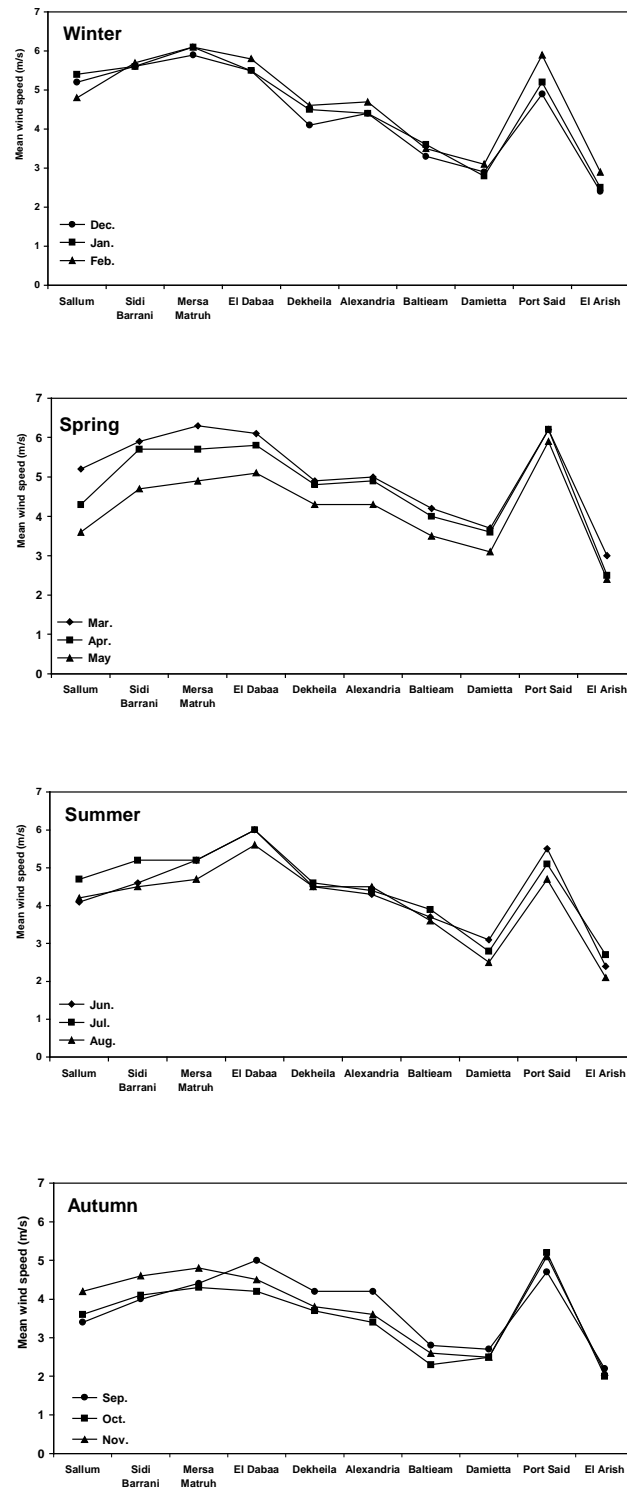 Winter
Mean wind speed (m/s)
7
6
5
4
3
2
1
0
Dec.
Jan.
Feb.
Sallum Sidi Barrani Mersa Matruh El Dabaa Dekheila Alexandria Baltieam Damietta Port Said El Arish
Spring
Mean wind speed (m/s)
7
6
5
4
3
2
1
0
Mar.
Apr.
May
Sallum Sidi Barrani Mersa Matruh El Dabaa Dekheila Alexandria Baltieam Damietta Port Said El Arish
Summer
Mean wind speed (m/s)
7
6
5
4
3
2
1
0
Jun.
Jul.
Aug.
Sallum Sidi Barrani Mersa Matruh El Dabaa Dekheila Alexandria Baltieam Damietta Port Said El Arish
Autumn
Mean wind speed (m/s)
7
6
5
4
3
2
1
0
Sep.
Oct.
Nov.
Sallum Sidi Barrani Mersa Matruh El Dabaa Dekheila Alexandria Baltieam Damietta Port Said El Arish